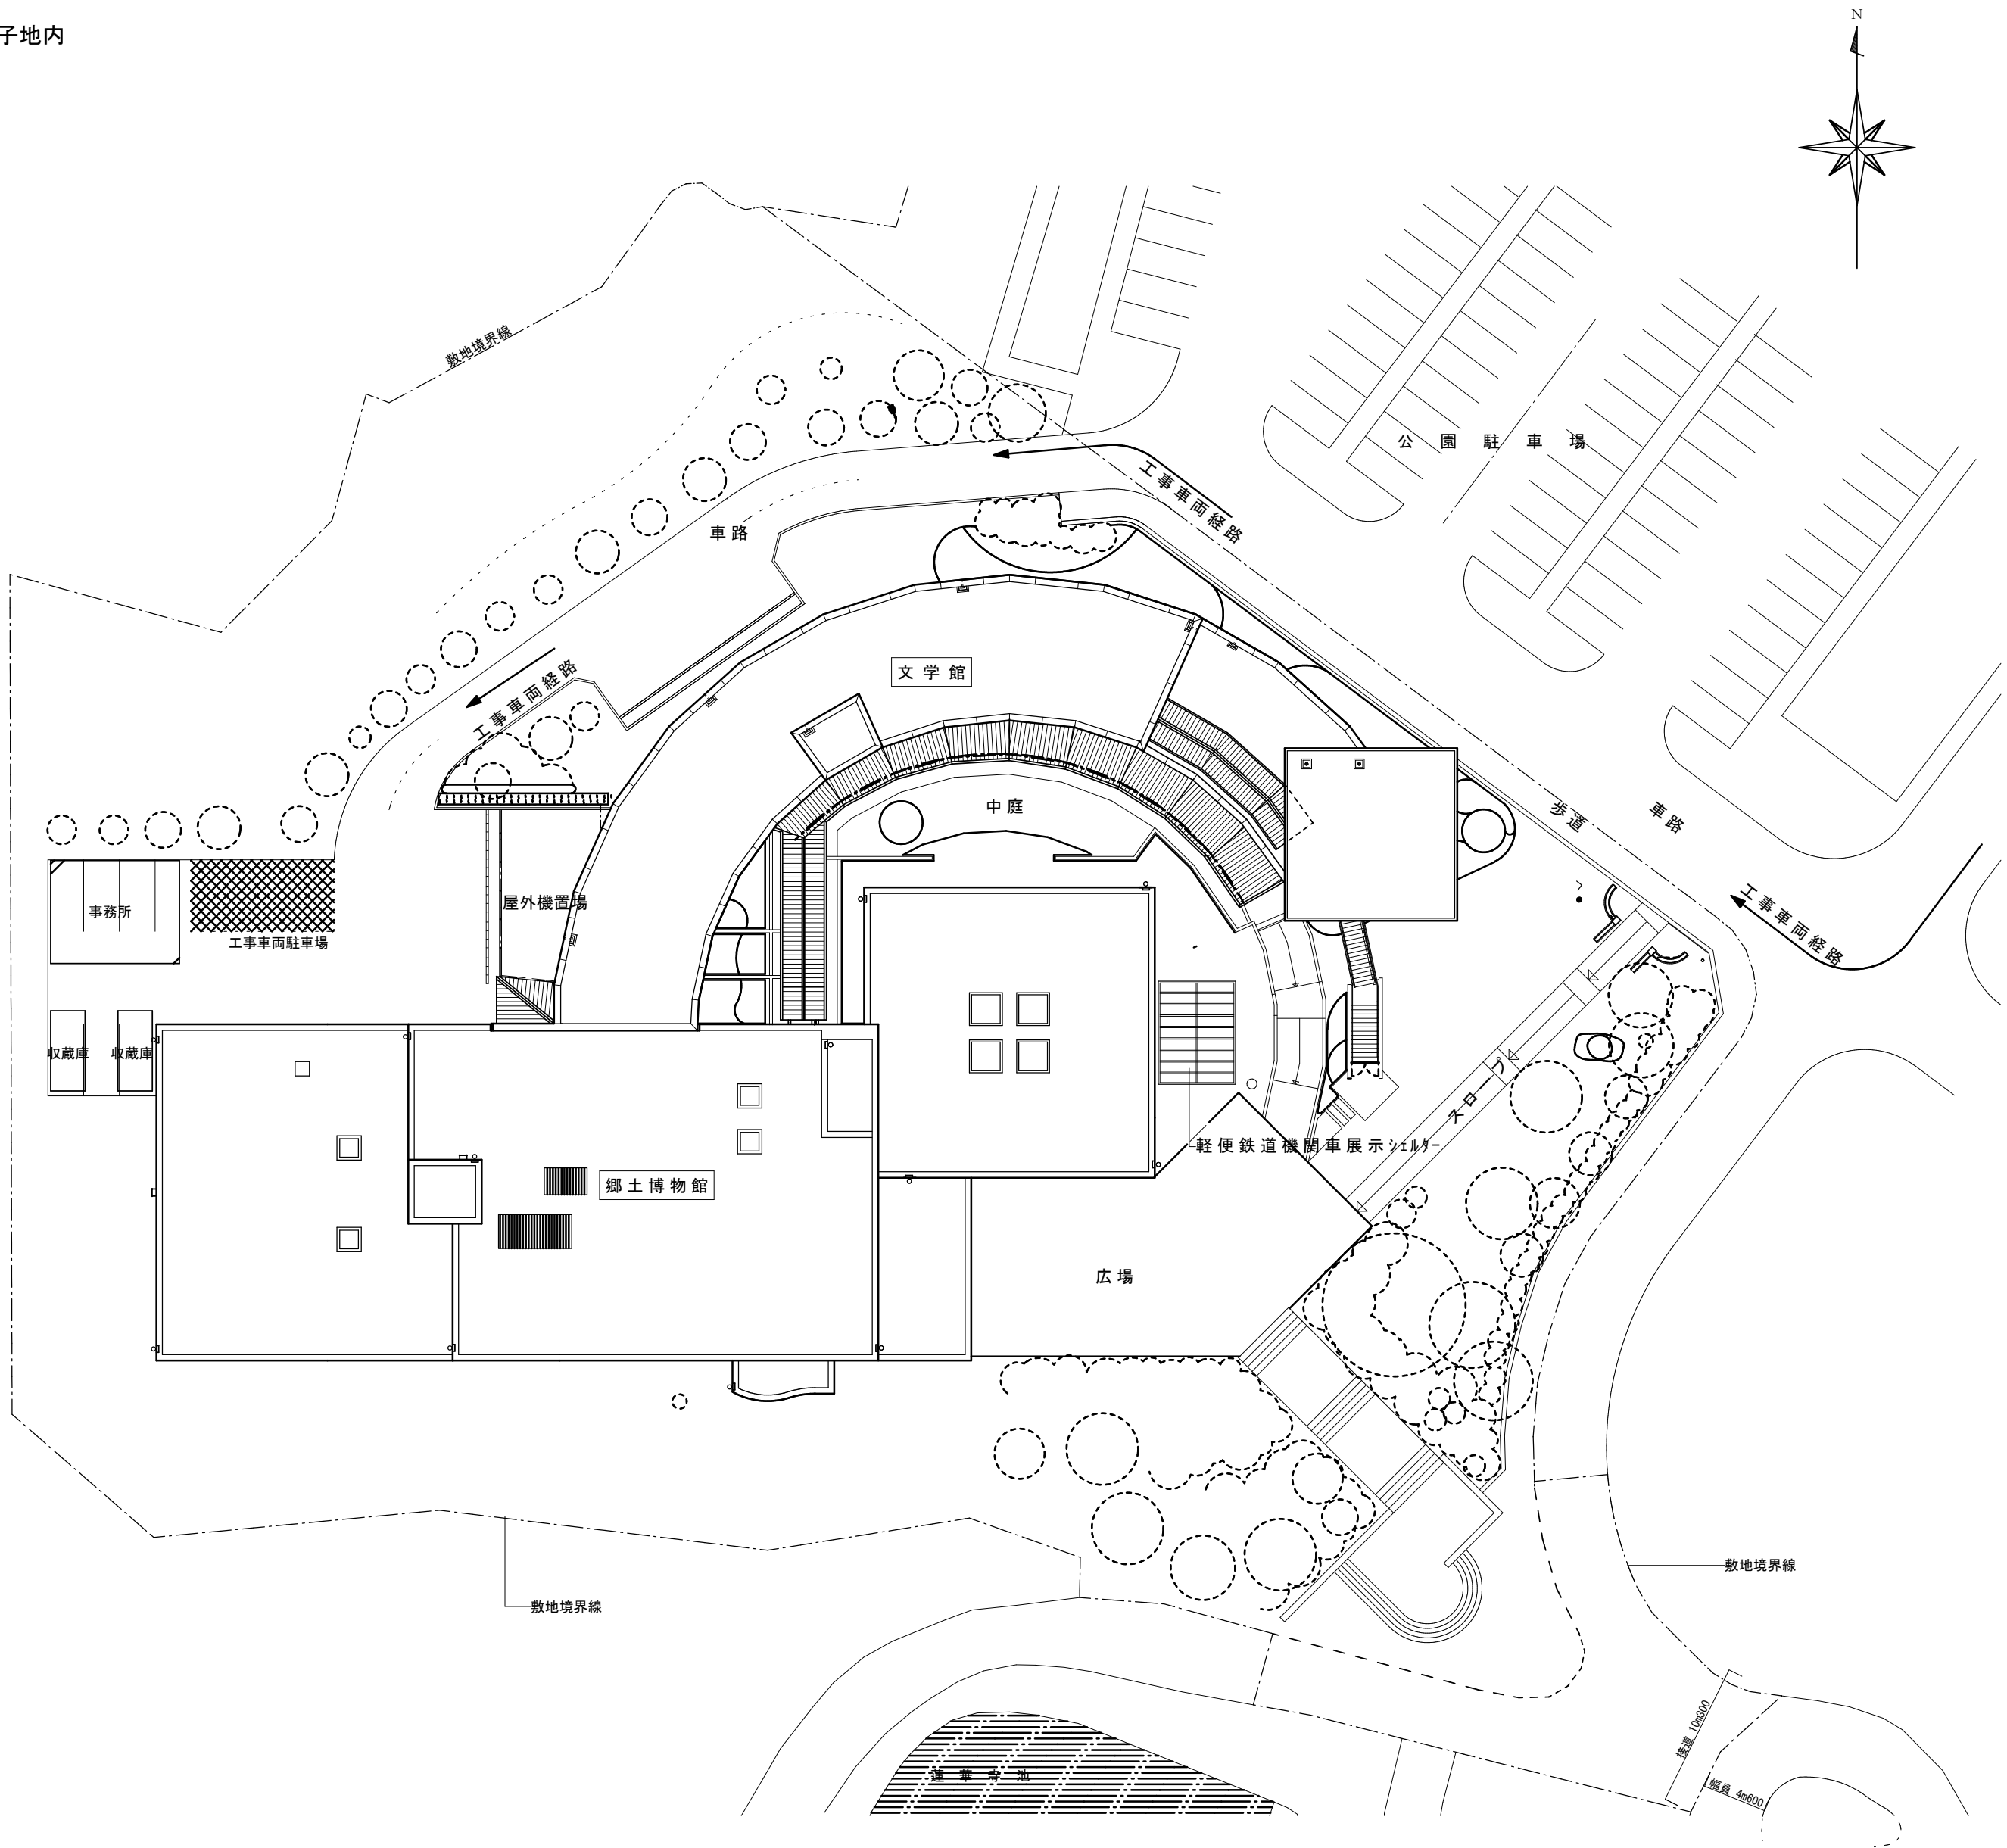 子地内
N
敷地境界線
公園駐車場
工事車両経路
車路
文学館
工事車両経路
中庭
歩道
車路
工事車両経路
屋外機置場
事務所
工事車両駐車場
収蔵庫
収蔵庫
スロープ
軽便鉄道機関車展示ｼｪﾙﾀｰ
郷土博物館
広場
敷地境界線
敷地境界線
接道 10m300
蓮華寺池
幅員 4m600